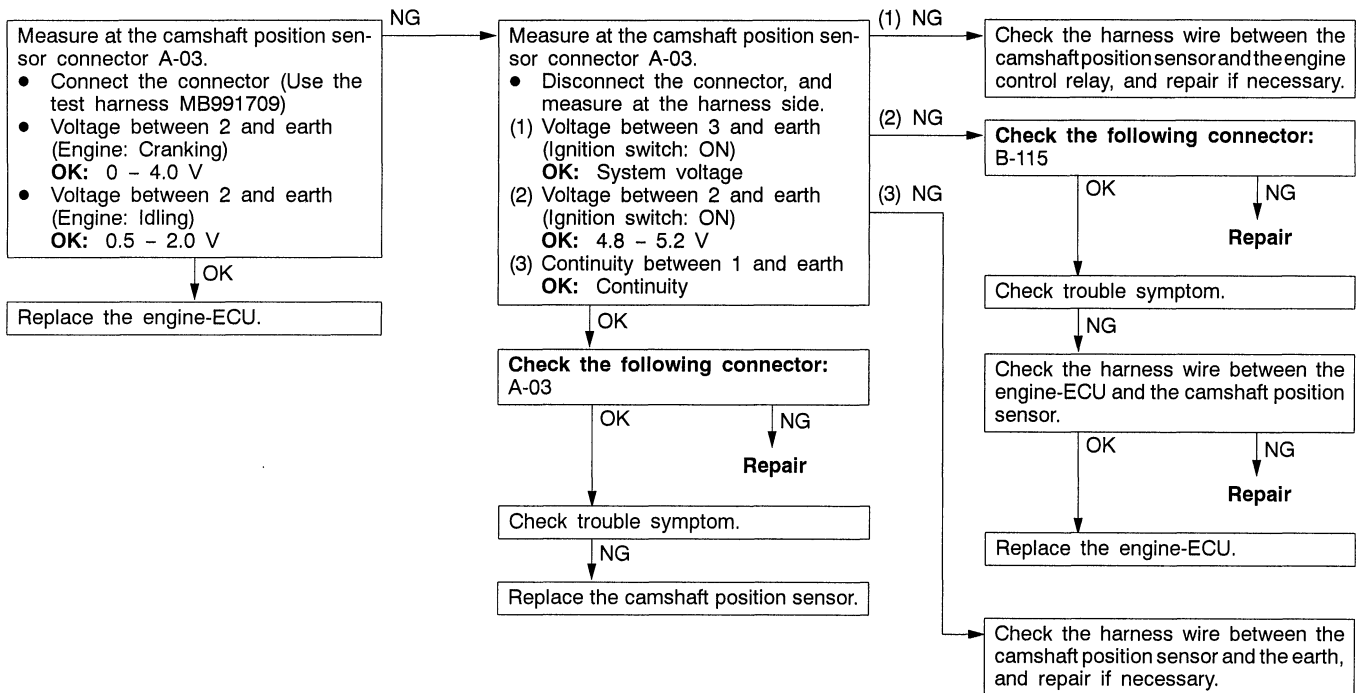 Measure at the camshaft position sen-
sor connector A-03.
● Connect the connector (Use the
test harness MB991709)
● Voltage between 2 and earth
(Engine: Cranking)
OK: 0 – 4.0 V
● Voltage between 2 and earth
(Engine: Idling)
OK: 0.5 – 2.0 V
OK
Replace the engine-ECU.
NG
Measure at the camshaft position sen-
sor connector A-03.
● Disconnect the connector, and
measure at the harness side.
(1) Voltage between 3 and earth
(Ignition switch: ON)
OK: System voltage
(2) Voltage between 2 and earth
(Ignition switch: ON)
OK: 4.8 – 5.2 V
(3) Continuity between 1 and earth
OK: Continuity
OK
Check the following connector:
A-03
OK
NG
Repair
Check trouble symptom.
NG
Replace the camshaft position sensor.
(1) NG
Check the harness wire between the
camshaft position sensor and the engine
control relay, and repair if necessary.
(2) NG
Check the following connector:
B-115
OK
NG
Repair
Check trouble symptom.
NG
Check the harness wire between the
engine-ECU and the camshaft position
sensor.
OK
NG
Repair
Replace the engine-ECU.
(3) NG
Check the harness wire between the
camshaft position sensor and the earth,
and repair if necessary.